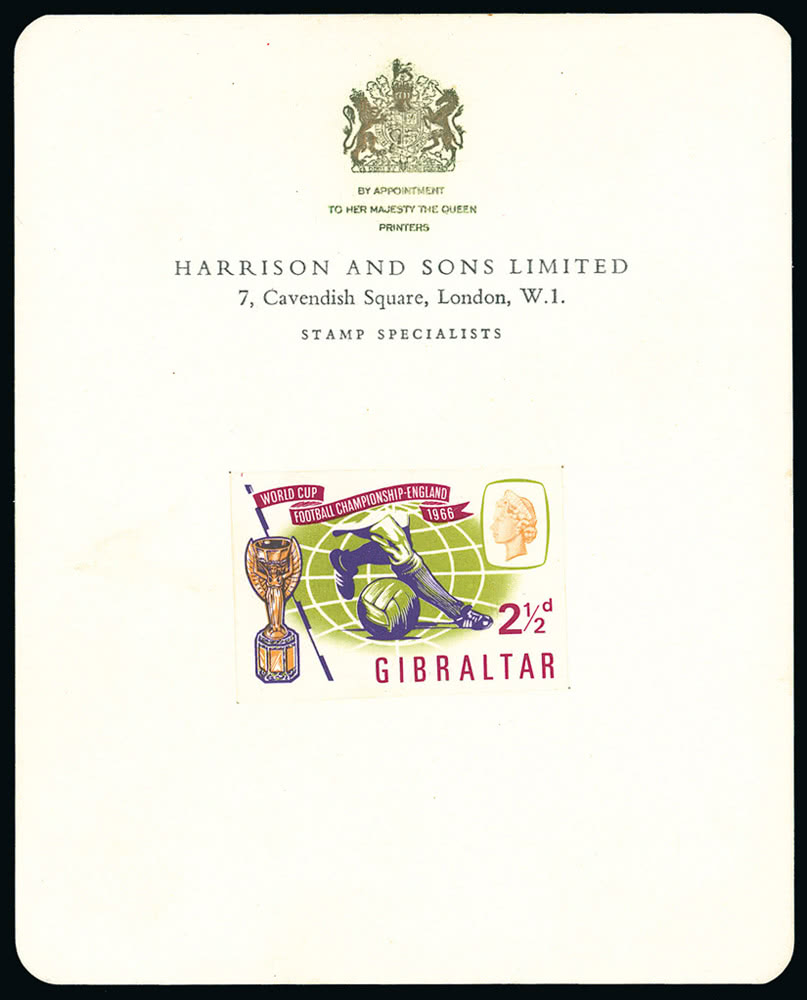 BY APPOINTMENT
TO HER MAJESTY THE QUEEN
PRINTERS
HARRISON AND SONS LIMITED
7, Cavendish Square, London, W.1.
STAMP SPECIALISTS
WORLD CUP
FOOTBALL CHAMPIONSHIP-ENGLAND
1966
2½d
GIBRALTAR